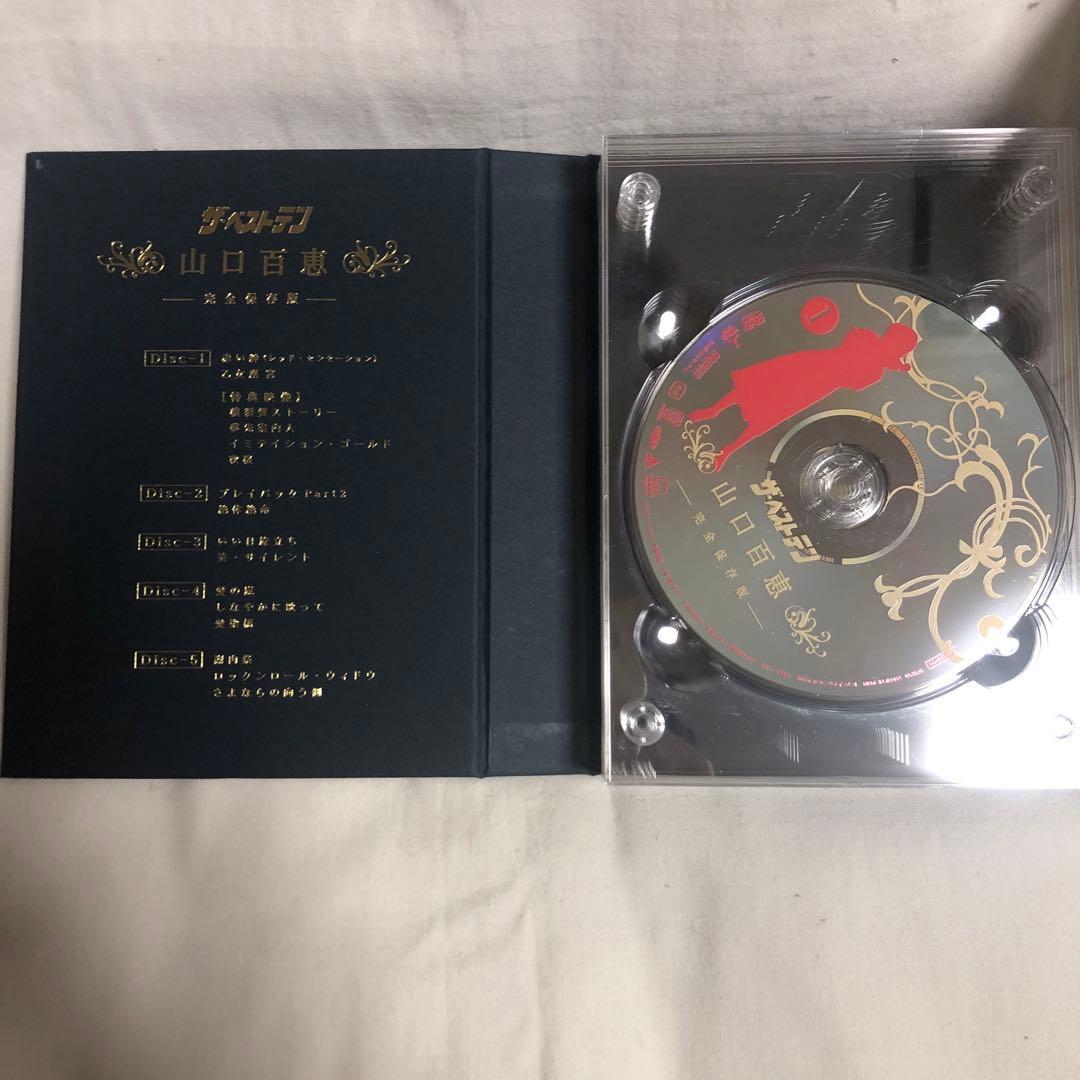 ザ・ベストテン
山口百恵
完全保存版
Disc-1 赤い絆(レッド・センセーション)
乙女座 宮
[特典映像]
横須賀ストーリー
夢先案内人
イミテイション・ゴールド
秋桜
Disc-2 プレイバック Part2
絶体絶命
Disc-3 いい日旅立ち
美・サイレント
Disc-4 愛の嵐
しなやかに歌って
愛染橋
Disc-5 謝肉祭
ロックンロール・ウィドウ
さよならの向う側
1
ザ・ベストテン
山口百恵
完全保存版